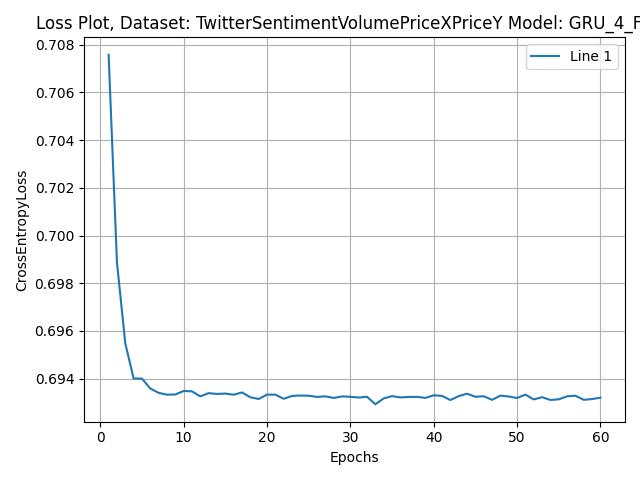 Loss Plot, Dataset: TwitterSentimentVolumePriceXPriceY Model: GRU_4_F
Line 1
0.708
0.706
0.704
0.702
0.700
0.698
0.696
0.694
CrossEntropyLoss
0 10 20 30 40 50 60
Epochs